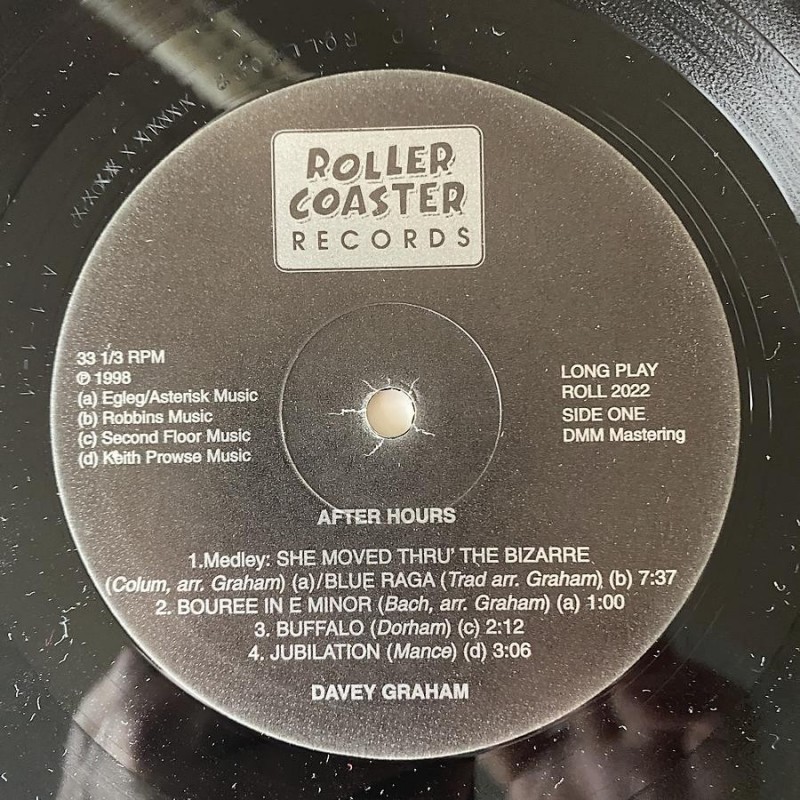 ROLLER
COASTER
RECORDS
33 1/3 RPM
℗ 1998
(a) Egleg/Asterisk Music
(b) Robbins Music
(c) Second Floor Music
(d) Keith Prowse Music
LONG PLAY
ROLL 2022
SIDE ONE
DMM Mastering
AFTER HOURS
1.Medley: SHE MOVED THRU' THE BIZARRE
(Colum, arr. Graham) (a)/BLUE RAGA (Trad arr. Graham) (b) 7:37
2. BOUREE IN E MINOR (Bach, arr. Graham) (a) 1:00
3. BUFFALO (Dorham) (c) 2:12
4. JUBILATION (Mance) (d) 3:06
DAVEY GRAHAM